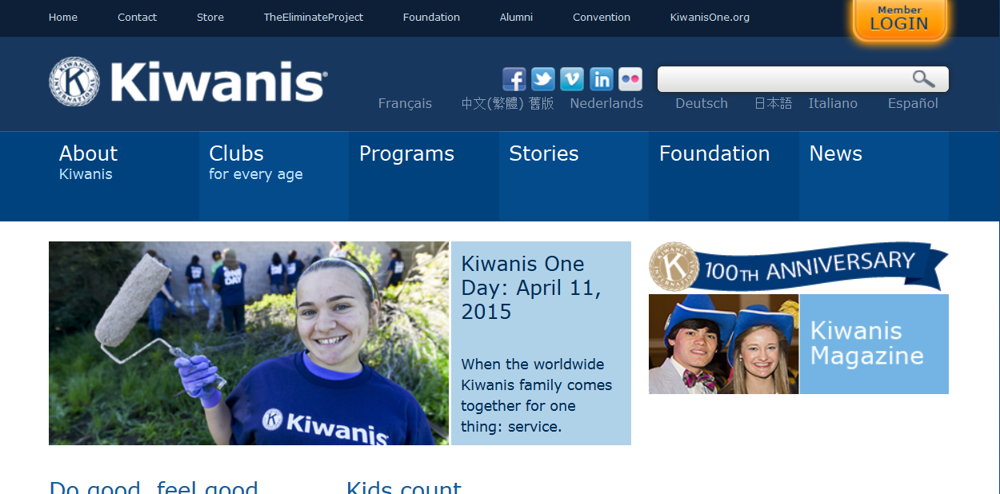 Home Contact Store TheEliminateProject Foundation Alumni Convention KiwanisOne.org
Member
LOGIN
Kiwanis®
Français 中文(繁體) 舊版 Nederlands Deutsch 日本語 Italiano Español
About
Kiwanis
Clubs
for every age
Programs
Stories
Foundation
News
ONE
DAY
Kiwanis
Kiwanis One
Day: April 11,
2015
When the worldwide
Kiwanis family comes
together for one
thing: service.
100TH ANNIVERSARY
Kiwanis
Magazine
Do good, feel good
Kids count